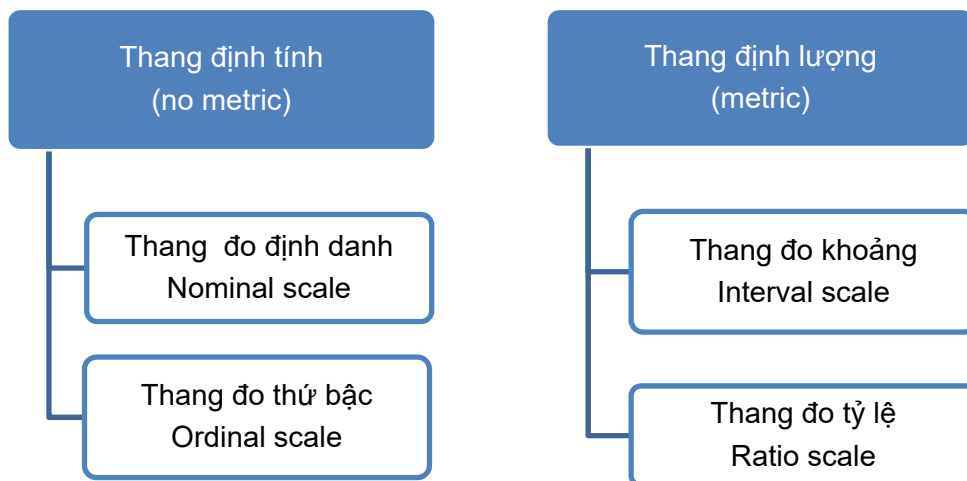 Thang định tính
(no metric)
Thang đo định danh
Nominal scale
Thang đo thứ bậc
Ordinal scale
Thang định lượng
(metric)
Thang đo khoảng
Interval scale
Thang đo tỷ lệ
Ratio scale